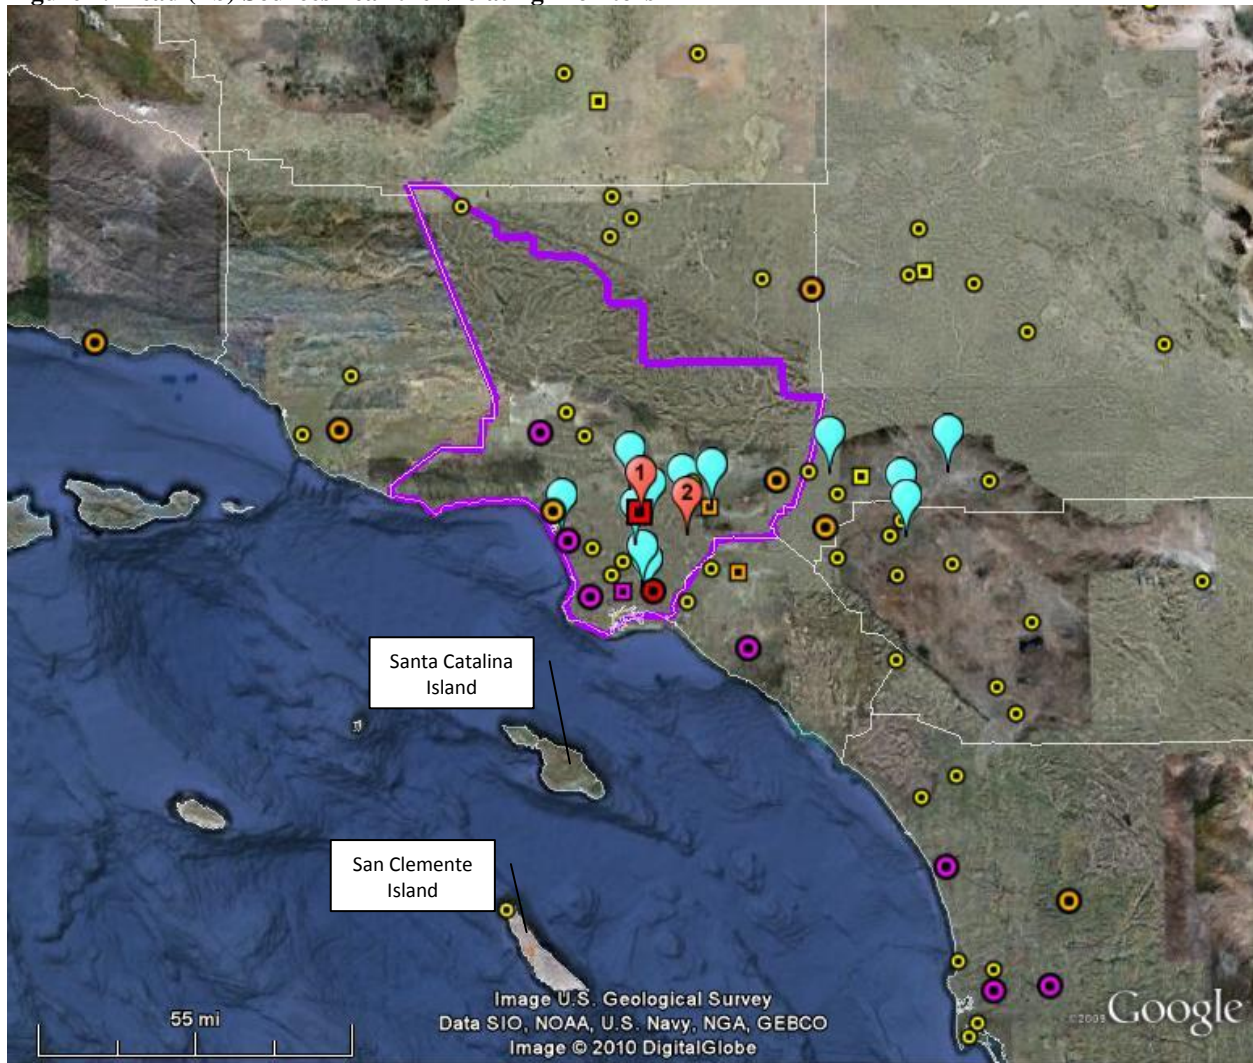 1
2
Santa Catalina
Island
San Clemente
Island
55 mi
Image U.S. Geological Survey
Data SIO, NOAA, U.S. Navy, NGA, GEBCO
Image © 2010 DigitalGlobe
©2009 Google